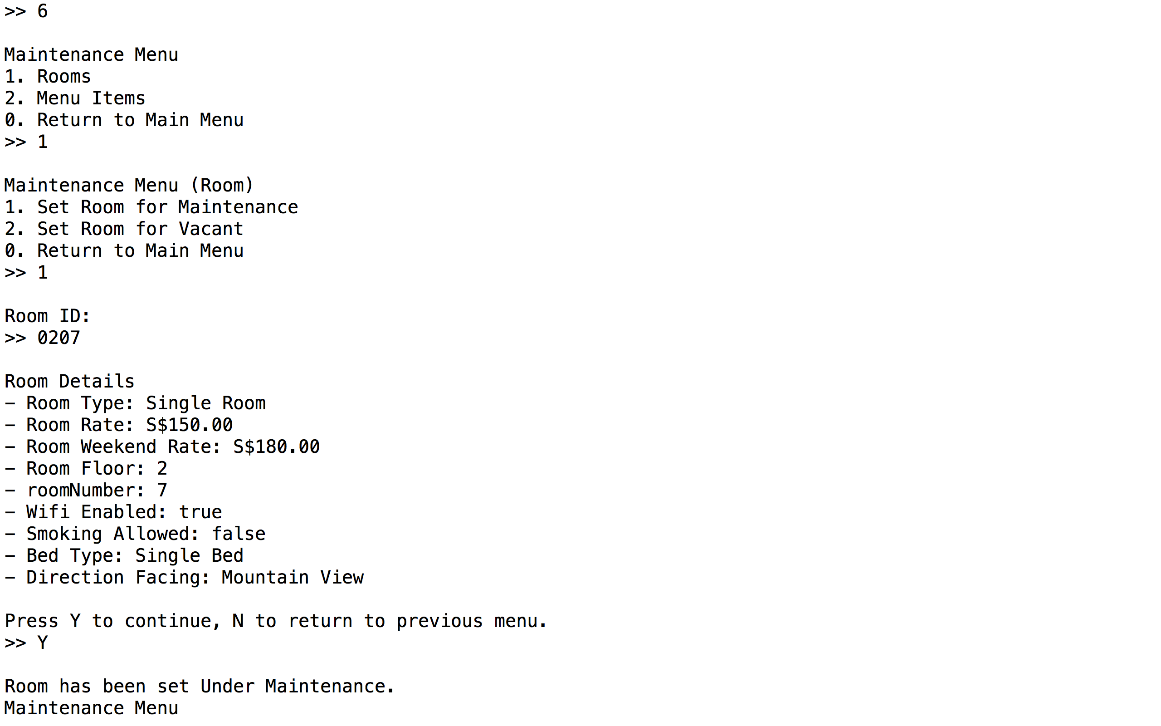 >> 6
Maintenance Menu
1. Rooms
2. Menu Items
0. Return to Main Menu
>> 1
Maintenance Menu (Room)
1. Set Room for Maintenance
2. Set Room for Vacant
0. Return to Main Menu
>> 1
Room ID:
>> 0207
Room Details
– Room Type: Single Room
– Room Rate: S$150.00
– Room Weekend Rate: S$180.00
– Room Floor: 2
– roomNumber: 7
– Wifi Enabled: true
– Smoking Allowed: false
– Bed Type: Single Bed
– Direction Facing: Mountain View
Press Y to continue, N to return to previous menu.
>> Y
Room has been set Under Maintenance.
Maintenance Menu